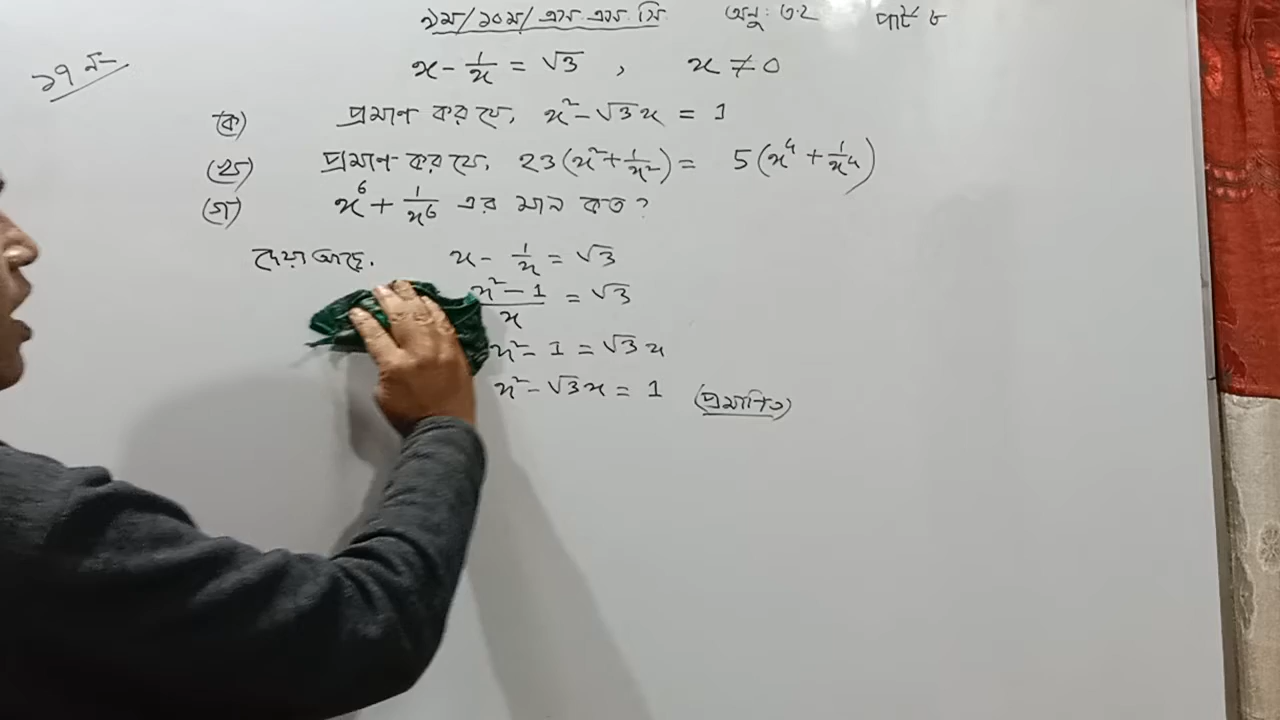 ৯ম/১০ম/এস.এস.সি অনু: ৩.২ পার্ট ৮
১৭ নং
x - 1/x = √3 , x ≠ 0
(ক) প্রমাণ কর যে, x² - √3x = 1
(খ) প্রমাণ কর যে, 23(x² + 1/x²) = 5(x⁴ + 1/x⁴)
(গ) x⁶ + 1/x⁶ এর মান কত?
দেয়া আছে, x - 1/x = √3
x² - 1/x = √3
x² - 1 = √3x
x² - √3x = 1 (প্রমাণিত)